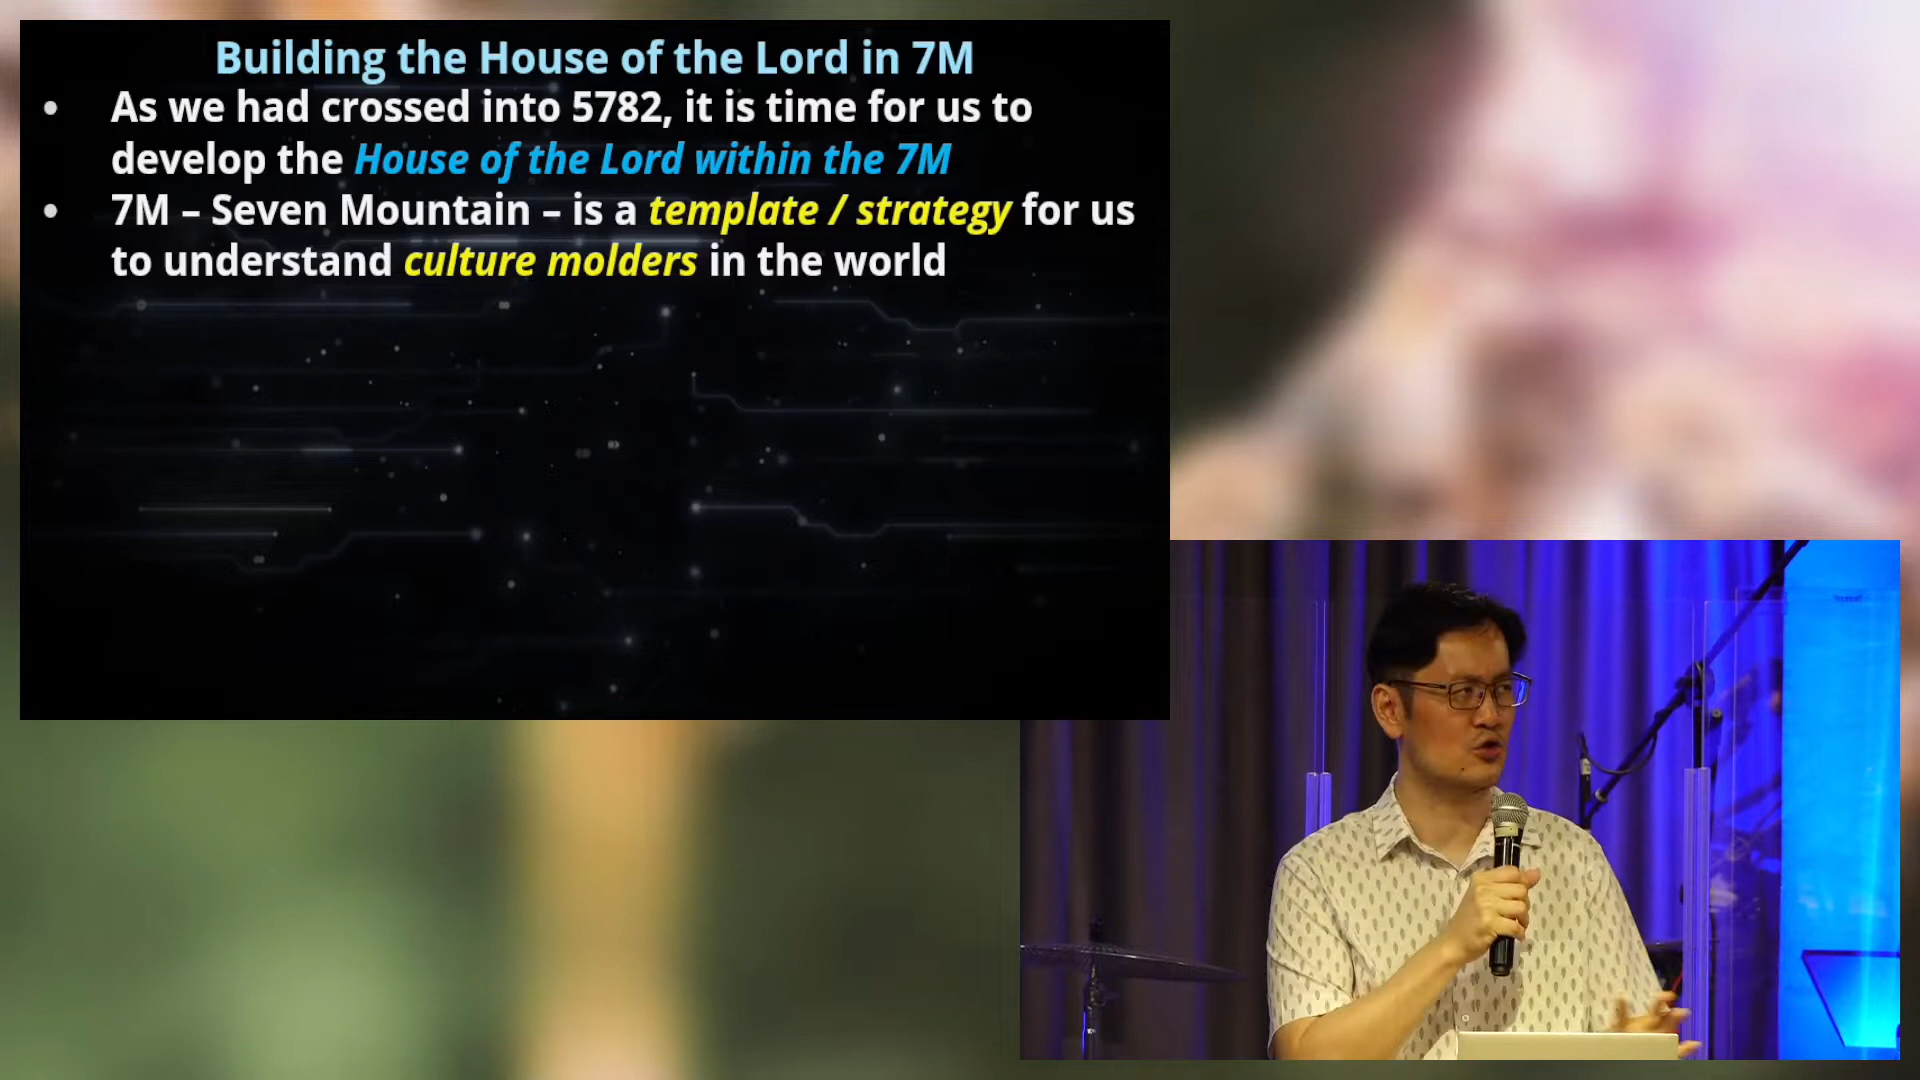 Building the House of the Lord in 7M
• As we had crossed into 5782, it is time for us to
develop the House of the Lord within the 7M
• 7M – Seven Mountain – is a template / strategy for us
to understand culture molders in the world